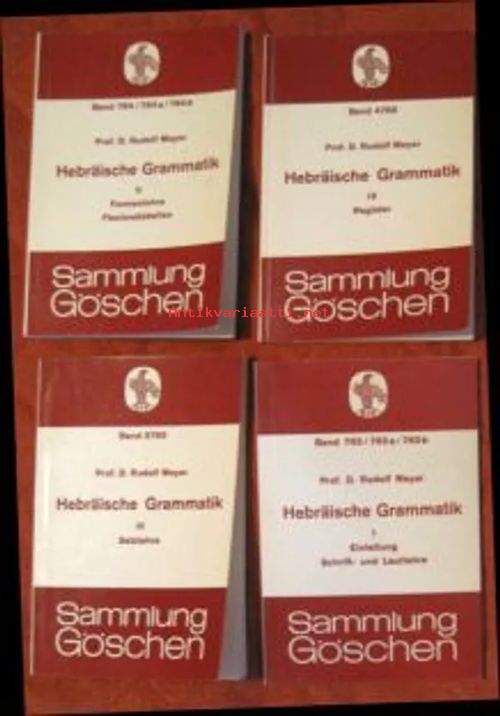 Band 764/764a/764b
Prof. D. Rudolf Meyer
Hebräische Grammatik
II
Formenlehre
Flexionstabellen
Sammlung
Göschen
Band 4765
Prof. D. Rudolf Meyer
Hebräische Grammatik
IV
Register
Sammlung
Göschen
antikvariaatti.net
Band 5765
Prof. D. Rudolf Meyer
Hebräische Grammatik
III
Satzlehre
Sammlung
Göschen
Band 763/763a/763b
Prof. D. Rudolf Meyer
Hebräische Grammatik
I
Einleitung
Schrift- und Lautlehre
Sammlung
Göschen